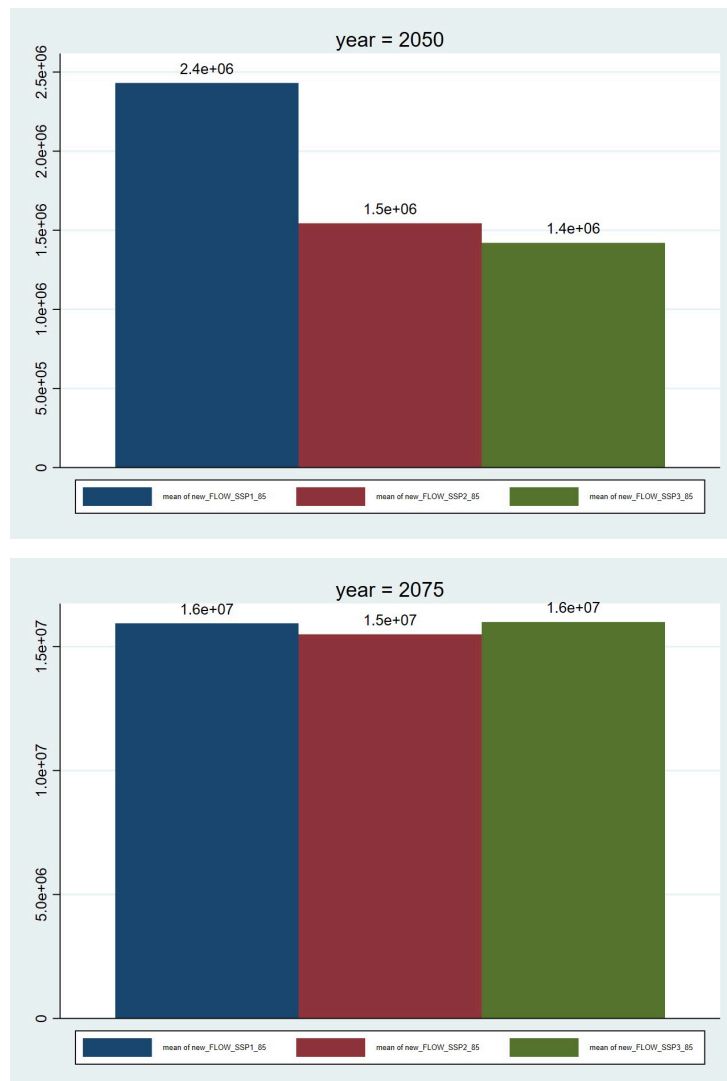 year = 2050
2.5e+06
2.4e+06
2.0e+06
1.5e+06
1.5e+06
1.4e+06
1.0e+06
5.0e+05
0
mean of new_FLOW_SSP1_85 mean of new_FLOW_SSP2_85 mean of new_FLOW_SSP3_85
year = 2075
1.6e+07 1.5e+07 1.6e+07
1.5e+07
1.0e+07
5.0e+06
0
mean of new_FLOW_SSP1_85 mean of new_FLOW_SSP2_85 mean of new_FLOW_SSP3_85